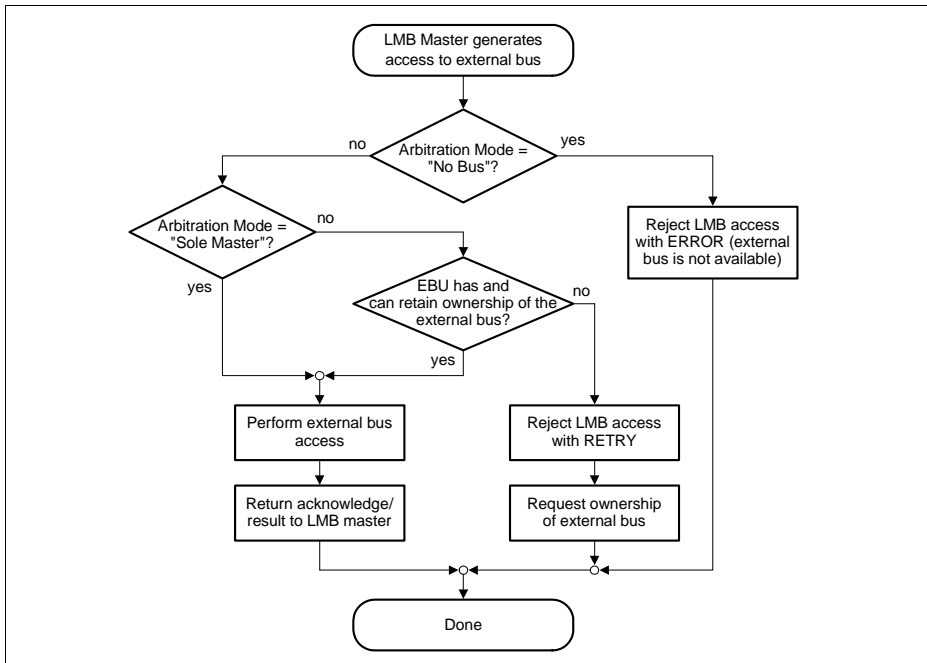 LMB Master generates
access to external bus
no
Arbitration Mode =
"No Bus"?
yes
Arbitration Mode =
"Sole Master"?
no
yes
Reject LMB access
with ERROR (external
bus is not available)
EBU has and
can retain ownership of the
external bus?
no
yes
Perform external bus
access
Reject LMB access
with RETRY
Return acknowledge/
result to LMB master
Request ownership
of external bus
Done